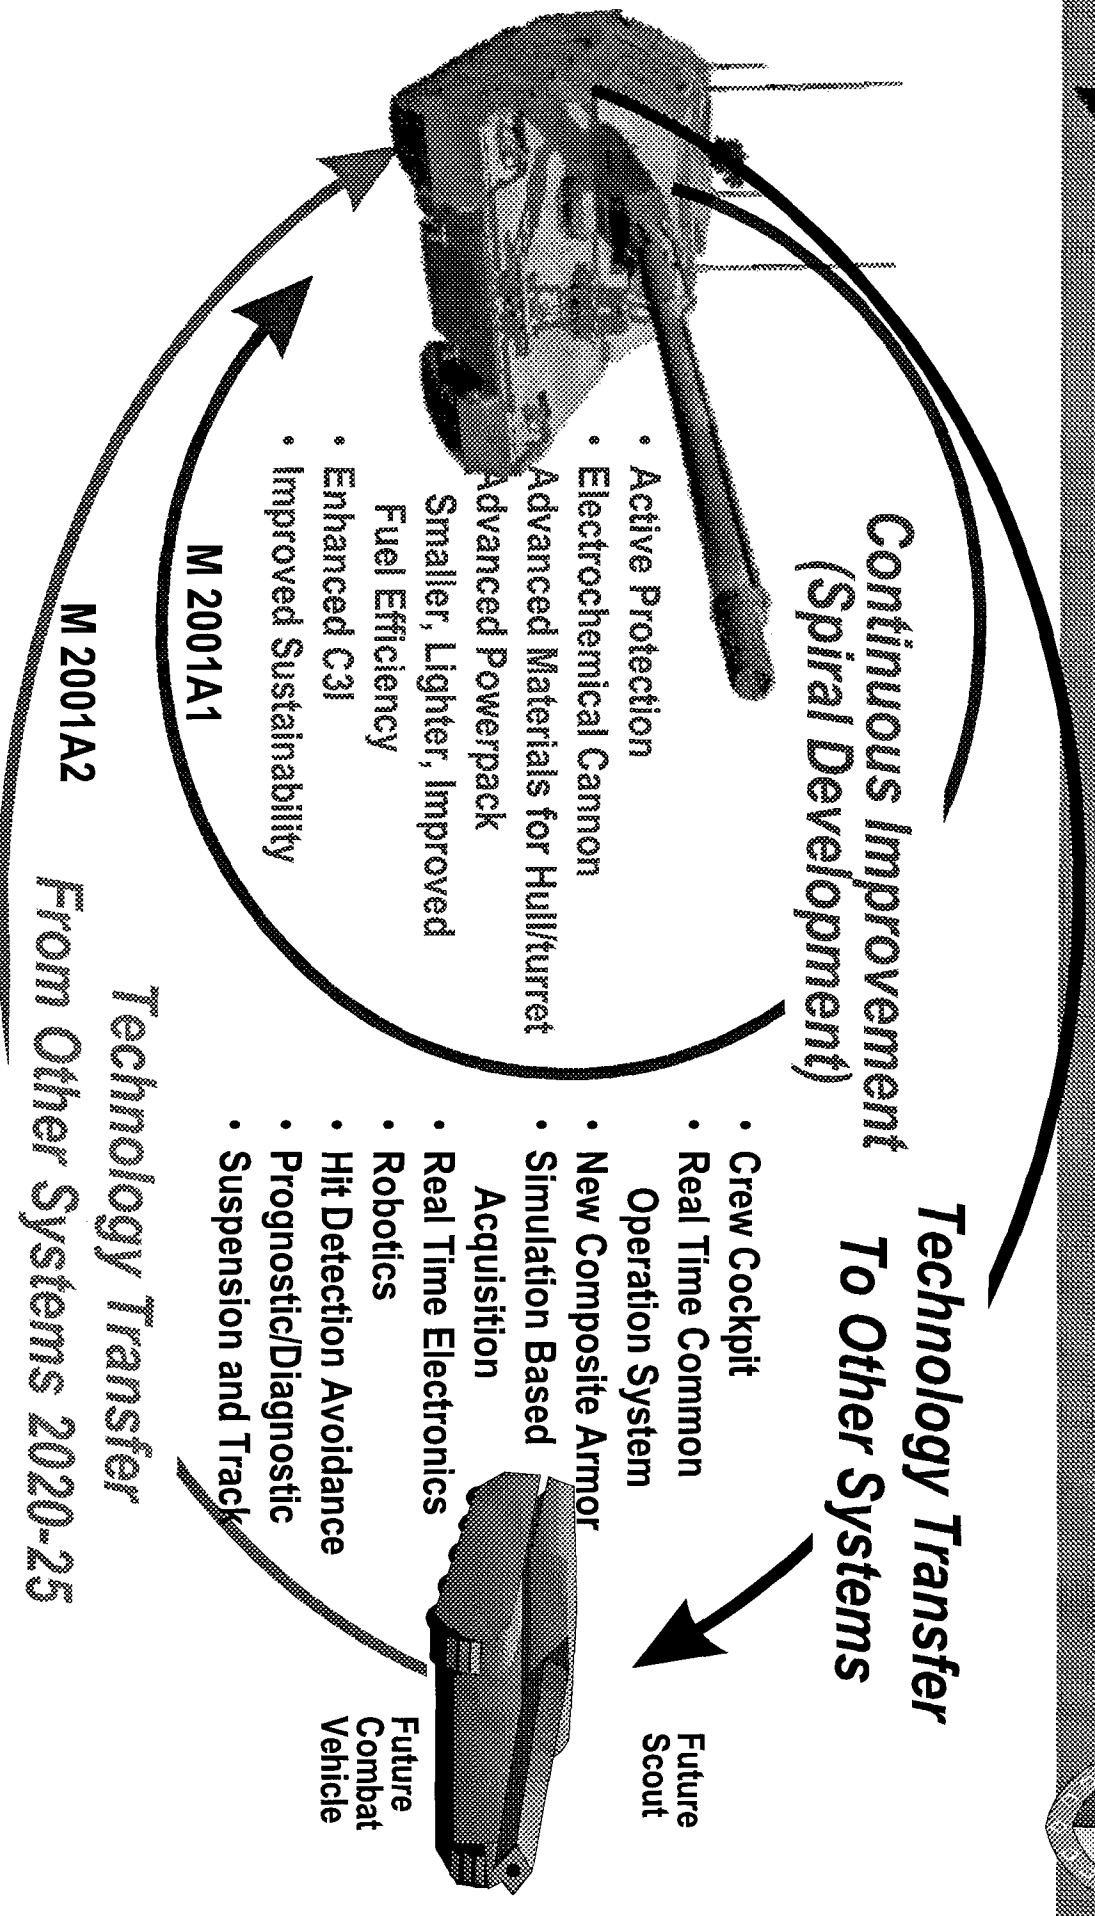 Continuous Improvement
(Spiral Development)
Technology Transfer
To Other Systems
• Active Protection
• Electrochemical Cannon
Advanced Materials for Hull/turret
Advanced Powerpack
Smaller, Lighter, Improved
Fuel Efficiency
• Enhanced C3I
• Improved Sustainability
M 2001A1
M 2001A2
• Crew Cockpit
• Real Time Common
Operation System
• New Composite Armor
• Simulation Based
Acquisition
• Real Time Electronics
• Robotics
• Hit Detection Avoidance
• Prognostic/Diagnostic
• Suspension and Track
Future
Scout
Future
Combat
Vehicle
Technology Transfer
From Other Systems 2020-25